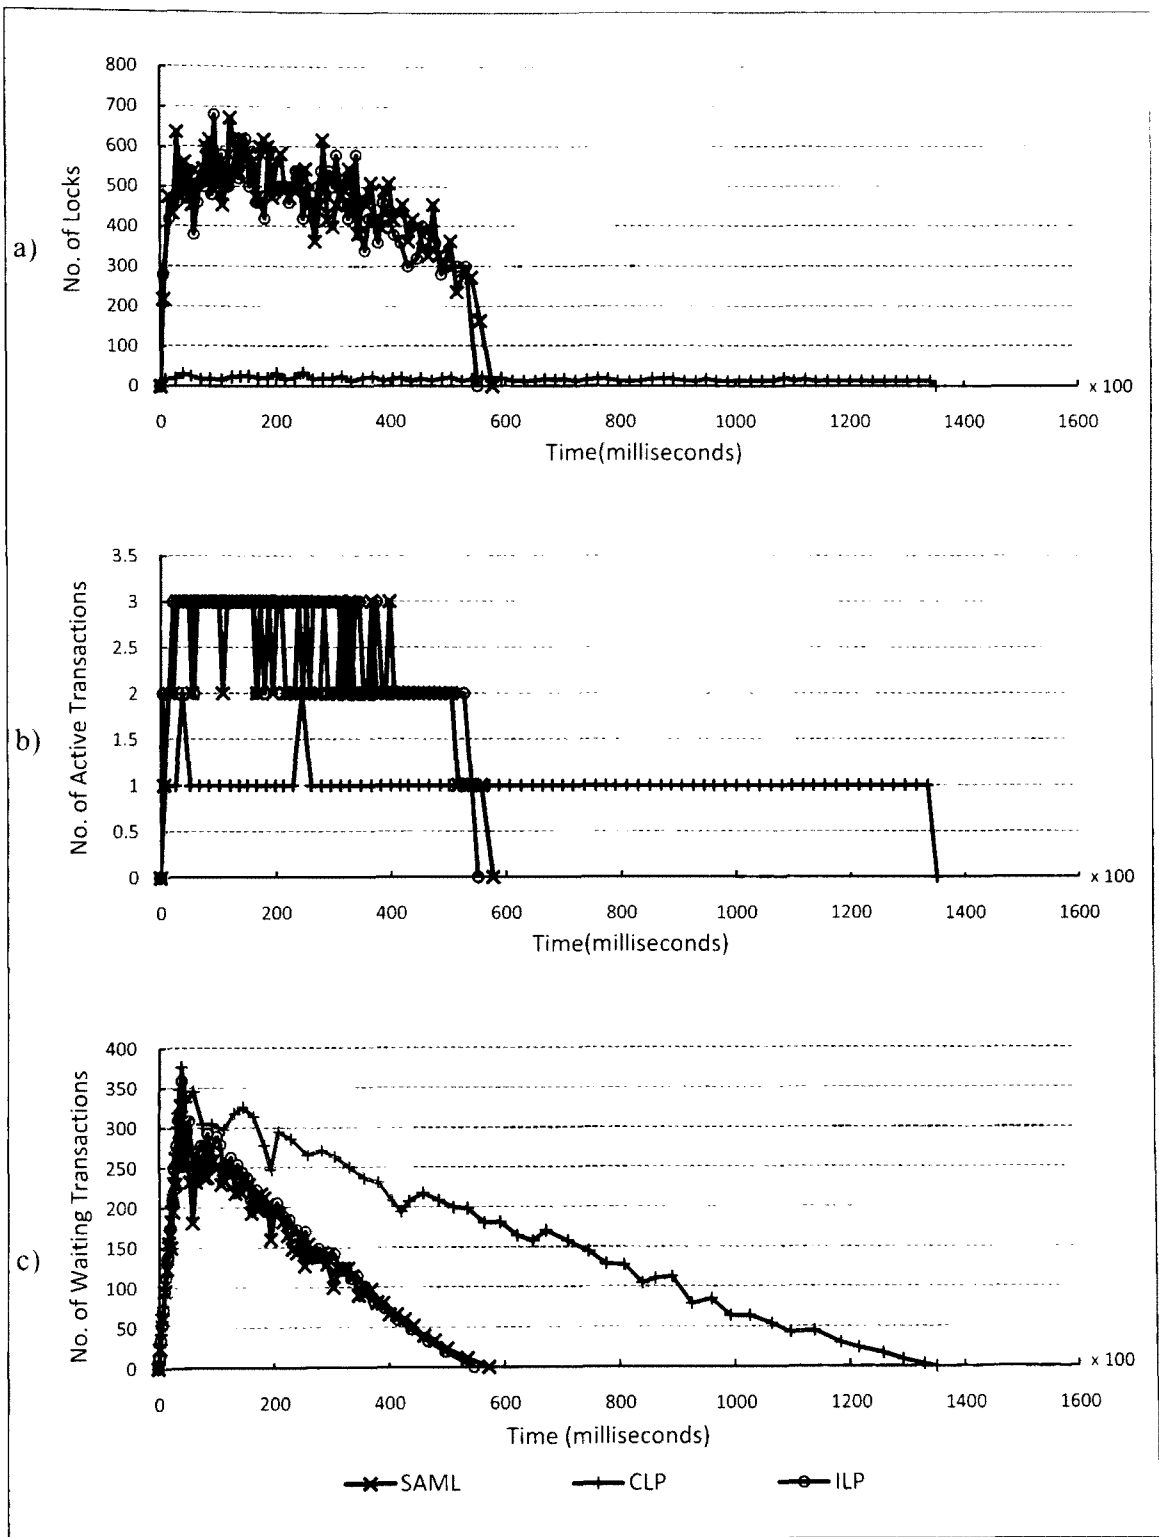 a)
No. of Locks
800
700
600
500
400
300
200
100
0
0 200 400 600 800 1000 1200 1400 1600
x 100
Time(milliseconds)
b)
No. of Active Transactions
3.5
3
2.5
2
1.5
1
0.5
0
0 200 400 600 800 1000 1200 1400 1600
x 100
Time(milliseconds)
c)
No. of Waiting Transactions
400
350
300
250
200
150
100
50
0
0 200 400 600 800 1000 1200 1400 1600
x 100
Time (milliseconds)
SAML CLP ILP